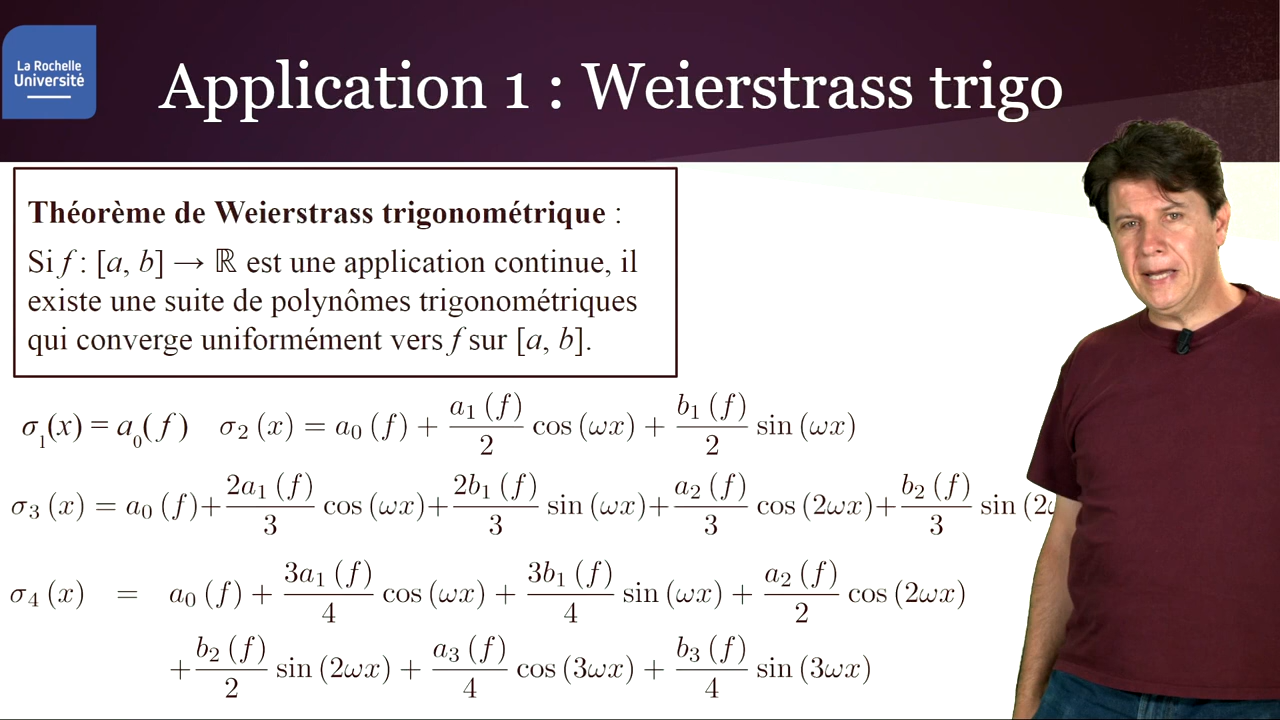 La Rochelle
Université
Application 1 : Weierstrass trigo
Théorème de Weierstrass trigonométrique :
Si f : [a, b] → ℝ est une application continue, il
existe une suite de polynômes trigonométriques
qui converge uniformément vers f sur [a, b].
σ₁(x) = a₀(f) σ₂(x) = a₀(f) + a₁(f)/2 cos(ωx) + b₁(f)/2 sin(ωx)
σ₃(x) = a₀(f) + 2a₁(f)/3 cos(ωx) + 2b₁(f)/3 sin(ωx) + a₂(f)/3 cos(2ωx) + b₂(f)/3 sin(2
σ₄(x) = a₀(f) + 3a₁(f)/4 cos(ωx) + 3b₁(f)/4 sin(ωx) + a₂(f)/2 cos(2ωx)
+ b₂(f)/2 sin(2ωx) + a₃(f)/4 cos(3ωx) + b₃(f)/4 sin(3ωx)